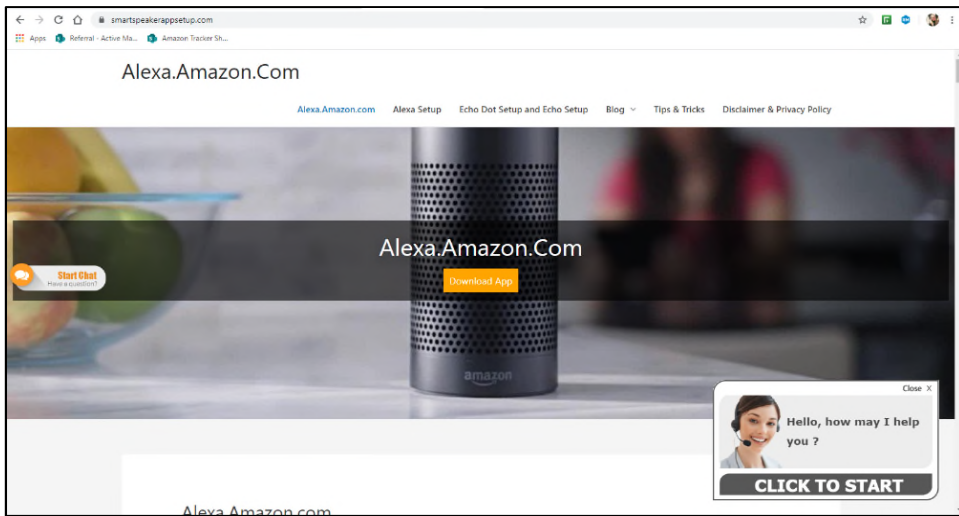 smartspeakerappsetup.com
Apps Referral - Active Ma... Amazon Tracker Sh...
Alexa.Amazon.Com
Alexa.Amazon.com Alexa Setup Echo Dot Setup and Echo Setup Blog Tips & Tricks Disclaimer & Privacy Policy
Alexa.Amazon.Com
Download App
Start Chat
Have a question?
amazon
Close X
Hello, how may I help
you ?
CLICK TO START
Alexa.Amazon.com